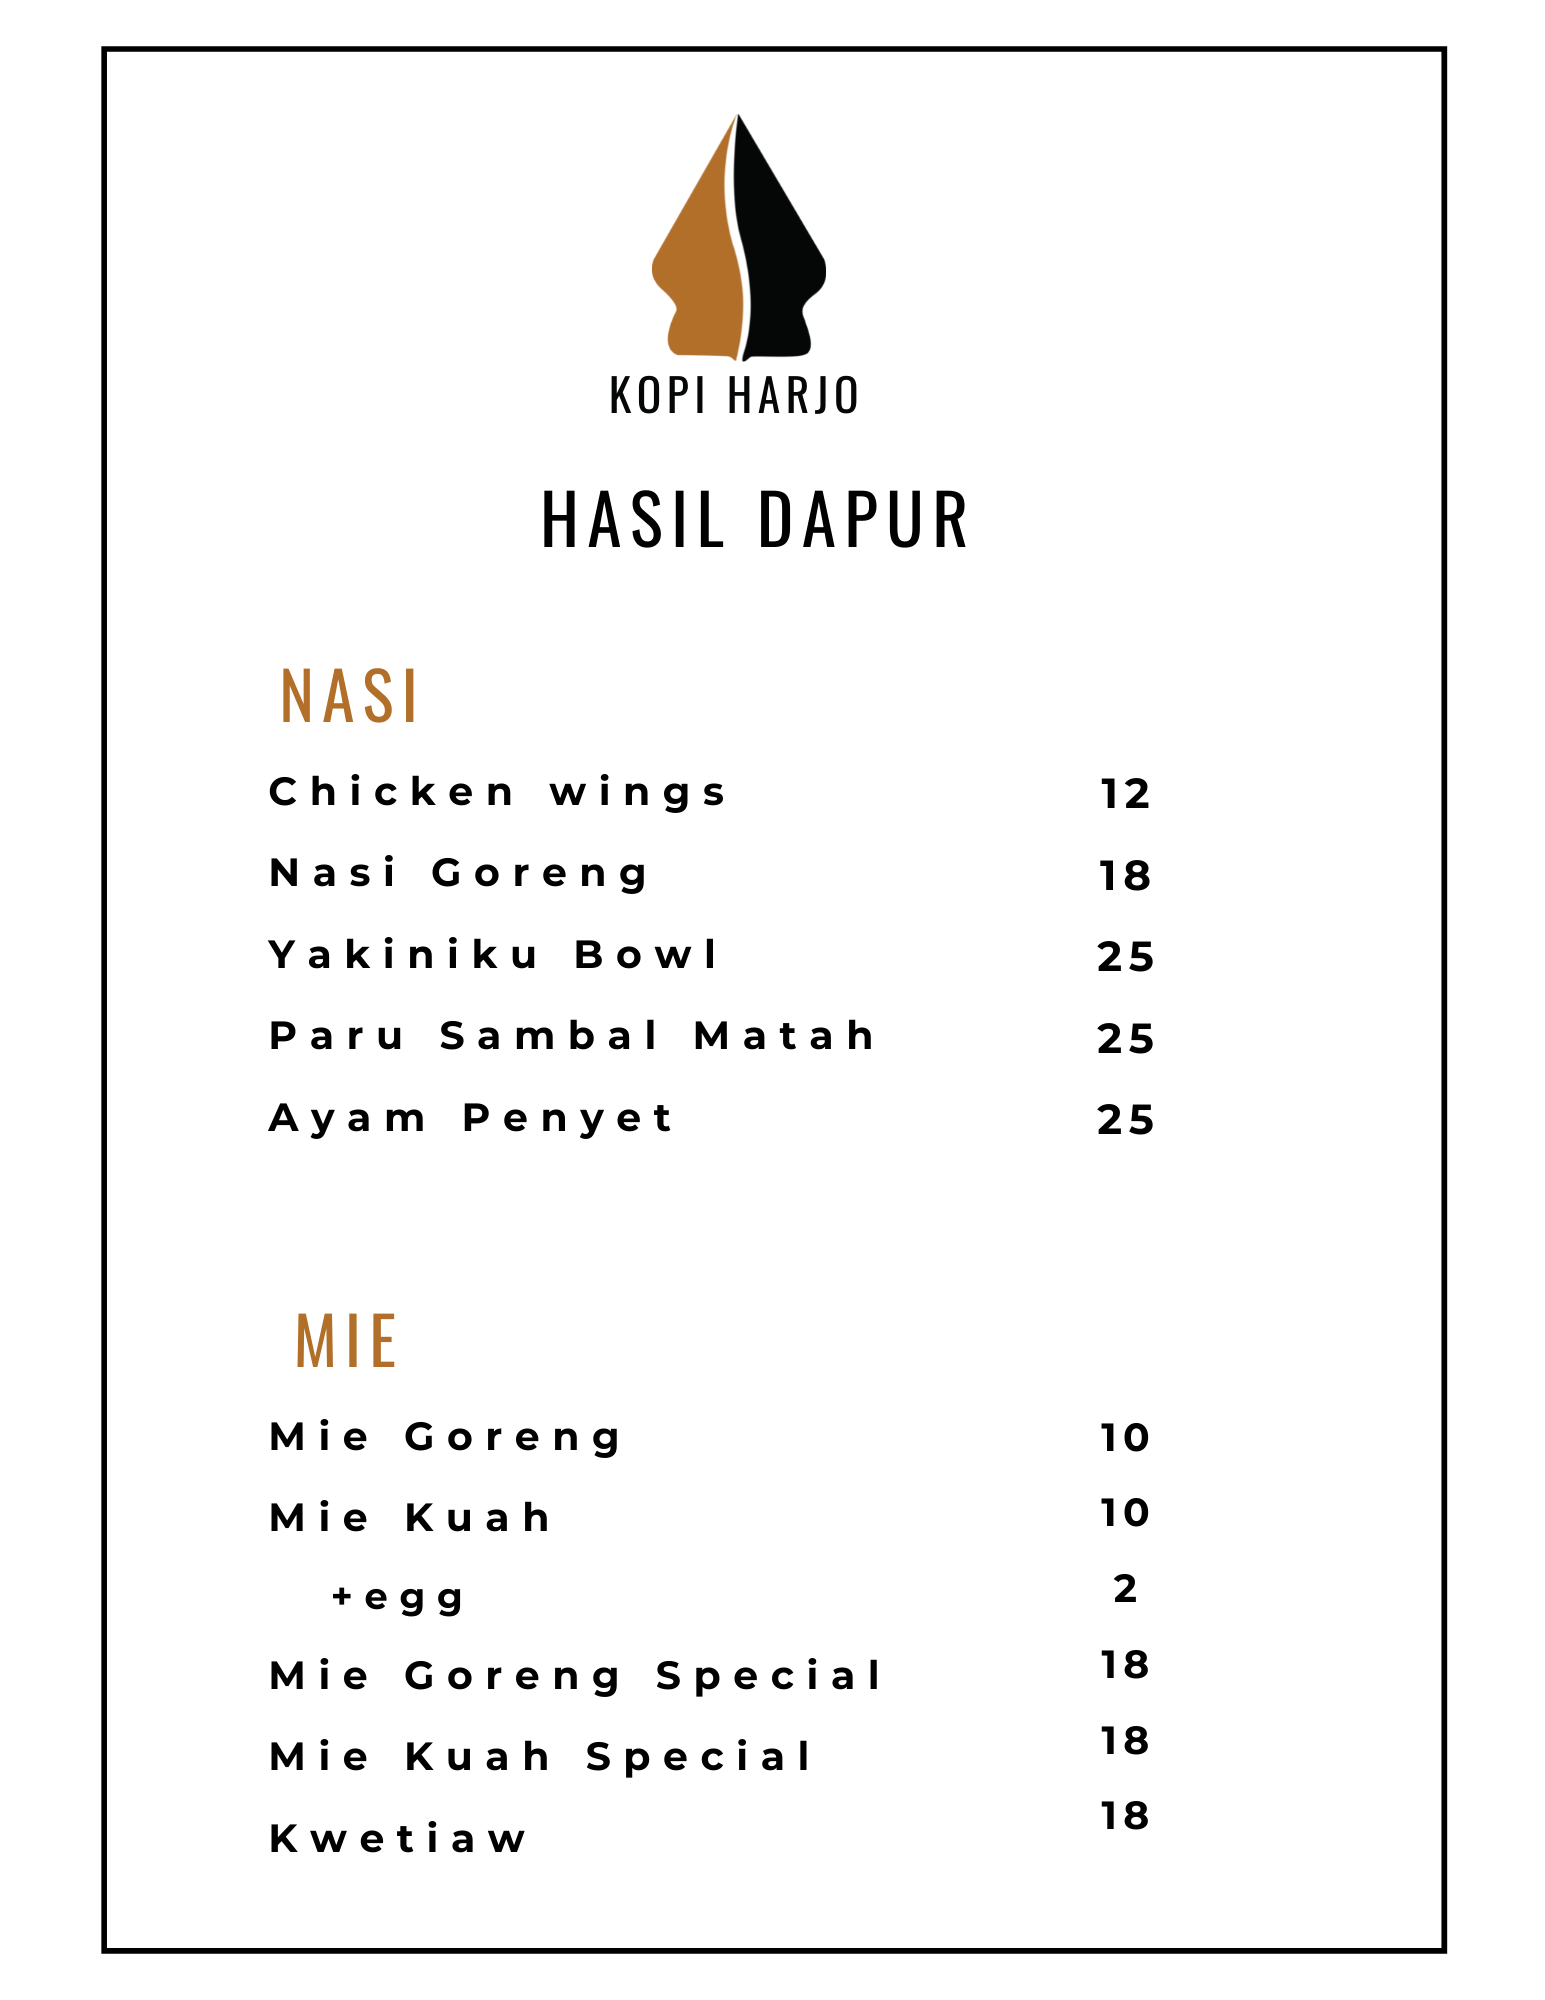 KOPI HARJO
HASIL DAPUR
NASI
Chicken wings 12
Nasi Goreng 18
Yakiniku Bowl 25
Paru Sambal Matah 25
Ayam Penyet 25
MIE
Mie Goreng 10
Mie Kuah 10
+egg 2
Mie Goreng Special 18
Mie Kuah Special 18
Kwetiaw 18